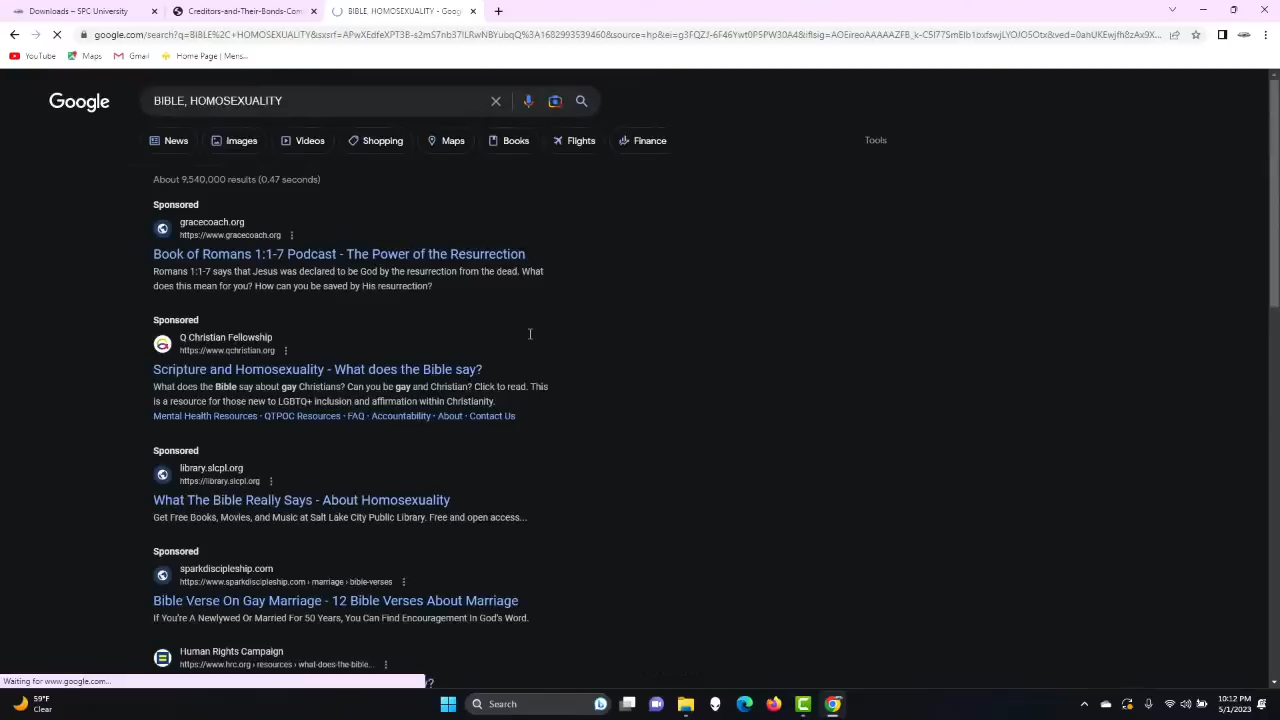 Downloads – SPC University
Creditors-and-Their-Bonds-Com
BIBLE, HOMOSEXUALITY - Goog
YouTube
Maps
Gmail
Home Page | Mens...
Google
BIBLE, HOMOSEXUALITY
News
Images
Videos
Shopping
Maps
Books
Flights
Finance
Tools
About 9,540,000 results (0.47 seconds)
Sponsored
gracecoach.org
https://www.gracecoach.org
Book of Romans 1:1-7 Podcast - The Power of the Resurrection
Romans 1:1-7 says that Jesus was declared to be God by the resurrection from the dead. What
does this mean for you? How can you be saved by His resurrection?
Sponsored
Q Christian Fellowship
https://www.qchristian.org
Scripture and Homosexuality - What does the Bible say?
What does the Bible say about gay Christians? Can you be gay and Christian? Click to read. This
is a resource for those new to LGBTQ+ inclusion and affirmation within Christianity.
Mental Health Resources · QTPOC Resources · FAQ · Accountability · About · Contact Us
Sponsored
library.slcpl.org
https://library.slcpl.org
What The Bible Really Says - About Homosexuality
Get Free Books, Movies, and Music at Salt Lake City Public Library. Free and open access...
Sponsored
sparkdiscipleship.com
https://www.sparkdiscipleship.com › marriage › bible-verses
Bible Verse On Gay Marriage - 12 Bible Verses About Marriage
If You're A Newlywed Or Married For 50 Years, You Can Find Encouragement In God's Word.
Human Rights Campaign
https://www.hrc.org › resources › what-does-the-bible...
Waiting for www.google.com...
y?
59°F
Clear
Search
10:12 PM
5/1/2023